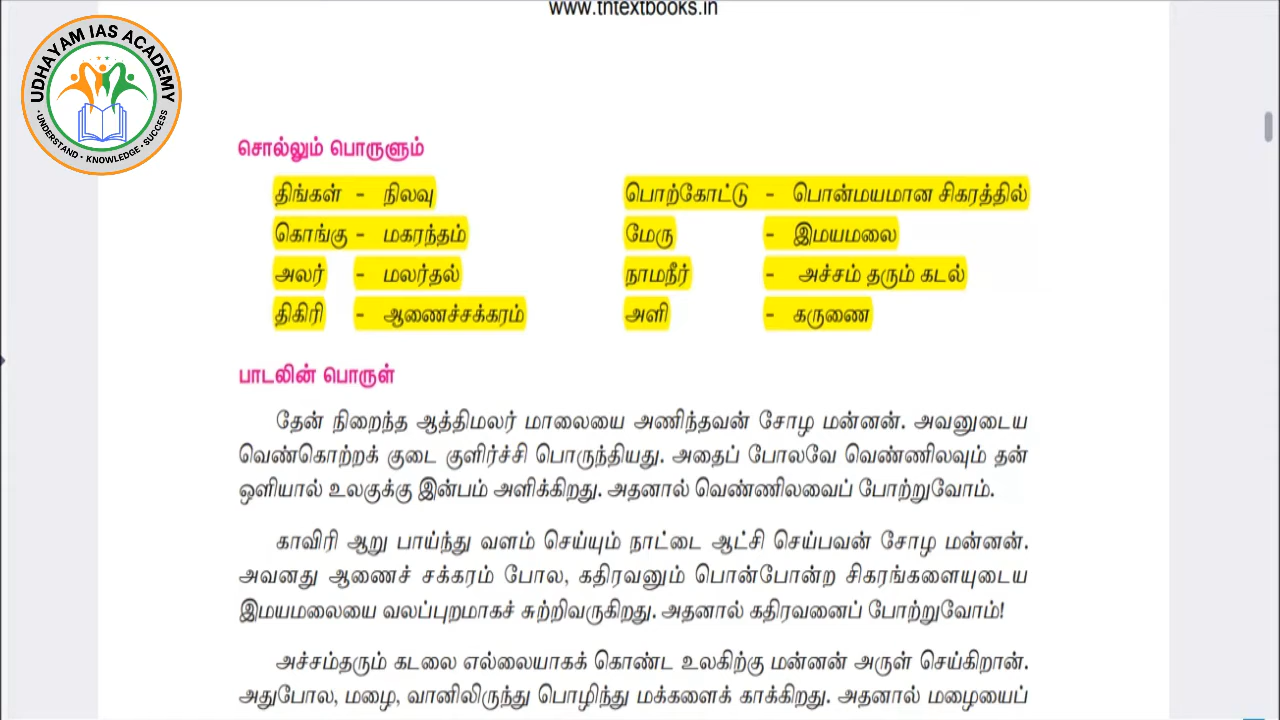 www.tntextbooks.in
UDHAYAM IAS ACADEMY
• UNDERSTAND • KNOWLEDGE • SUCCESS
சொல்லும் பொருளும்
திங்கள் - நிலவு பொற்கோட்டு - பொன்மயமான சிகரத்தில்
கொங்கு - மகரந்தம் மேரு - இமயமலை
அலர் - மலர்தல் நாமநீர் - அச்சம் தரும் கடல்
திகிரி - ஆணைச்சக்கரம் அளி - கருணை
பாடலின் பொருள்
தேன் நிறைந்த ஆத்திமலர் மாலையை அணிந்தவன் சோழ மன்னன். அவனுடைய
வெண்கொற்றக் குடை குளிர்ச்சி பொருந்தியது. அதைப் போலவே வெண்ணிலவும் தன்
ஒளியால் உலகுக்கு இன்பம் அளிக்கிறது. அதனால் வெண்ணிலவைப் போற்றுவோம்.
காவிரி ஆறு பாய்ந்து வளம் செய்யும் நாட்டை ஆட்சி செய்பவன் சோழ மன்னன்.
அவனது ஆணைச் சக்கரம் போல, கதிரவனும் பொன்போன்ற சிகரங்களையுடைய
இமயமலையை வலப்புறமாகச் சுற்றிவருகிறது. அதனால் கதிரவனைப் போற்றுவோம்!
அச்சம்தரும் கடலை எல்லையாகக் கொண்ட உலகிற்கு மன்னன் அருள் செய்கிறான்.
அதுபோல, மழை, வானிலிருந்து பொழிந்து மக்களைக் காக்கிறது. அதனால் மழையைப்